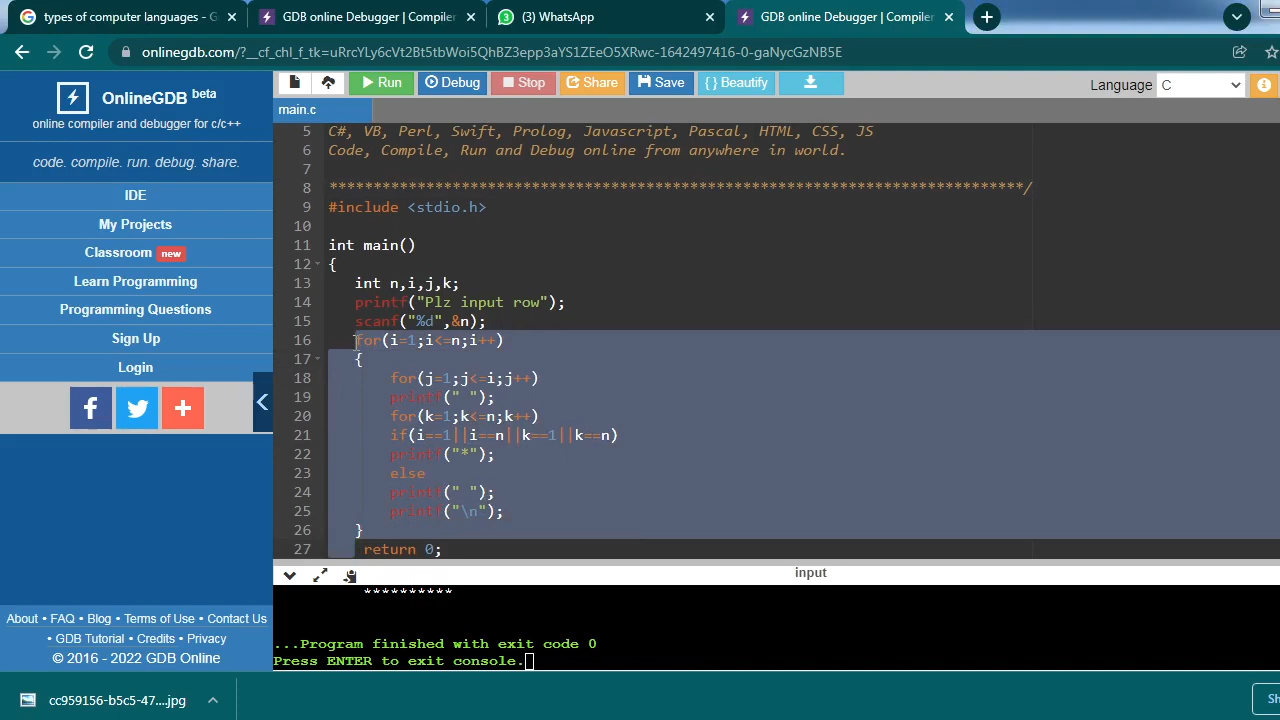 types of computer languages - G
GDB online Debugger | Compiler
(3) WhatsApp
GDB online Debugger | Compiler
onlinegdb.com/?__cf_chl_f_tk=uRrcYLy6cVt2Bt5tbWoi5QhBZ3epp3aYS1ZEeO5XRwc-1642497416-0-gaNycGzNB5E
OnlineGDB beta
online compiler and debugger for c/c++
code. compile. run. debug. share.
IDE
My Projects
Classroom new
Learn Programming
Programming Questions
Sign Up
Login
About • FAQ • Blog • Terms of Use • Contact Us
• GDB Tutorial • Credits • Privacy
© 2016 - 2022 GDB Online
Run Debug Stop Share Save { } Beautify Language C
main.c
5 C#, VB, Perl, Swift, Prolog, Javascript, Pascal, HTML, CSS, JS
6 Code, Compile, Run and Debug online from anywhere in world.
7
8 *******************************************************************************/
9 #include <stdio.h>
10
11 int main()
12 {
13 int n,i,j,k;
14 printf("Plz input row");
15 scanf("%d",&n);
16 for(i=1;i<=n;i++)
17 {
18 for(j=1;j<=i;j++)
19 printf(" ");
20 for(k=1;k<=n;k++)
21 if(i==1||i==n||k==1||k==n)
22 printf("*");
23 else
24 printf(" ");
25 printf("\n");
26 }
27 return 0;
input
**********
...Program finished with exit code 0
Press ENTER to exit console.
cc959156-b5c5-47....jpg
Sh